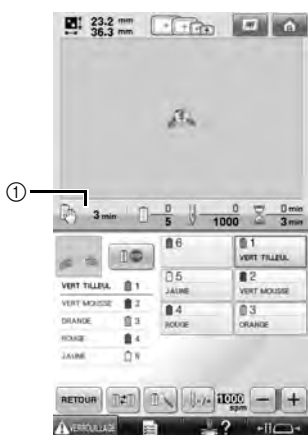 23.2 mm
36.3 mm
①
3 min
0
5
0
1000
0 min
3 min
6
1
VERT TILLEUL
VERT TILLEUL 1
5
JAUNE
2
VERT MOUSSE
VERT MOUSSE 2
ORANGE 3
4
ROUGE
3
ORANGE
ROUGE 4
JAUNE 5
RETOUR
1000
spm
- +
VERROUILLAGE
?